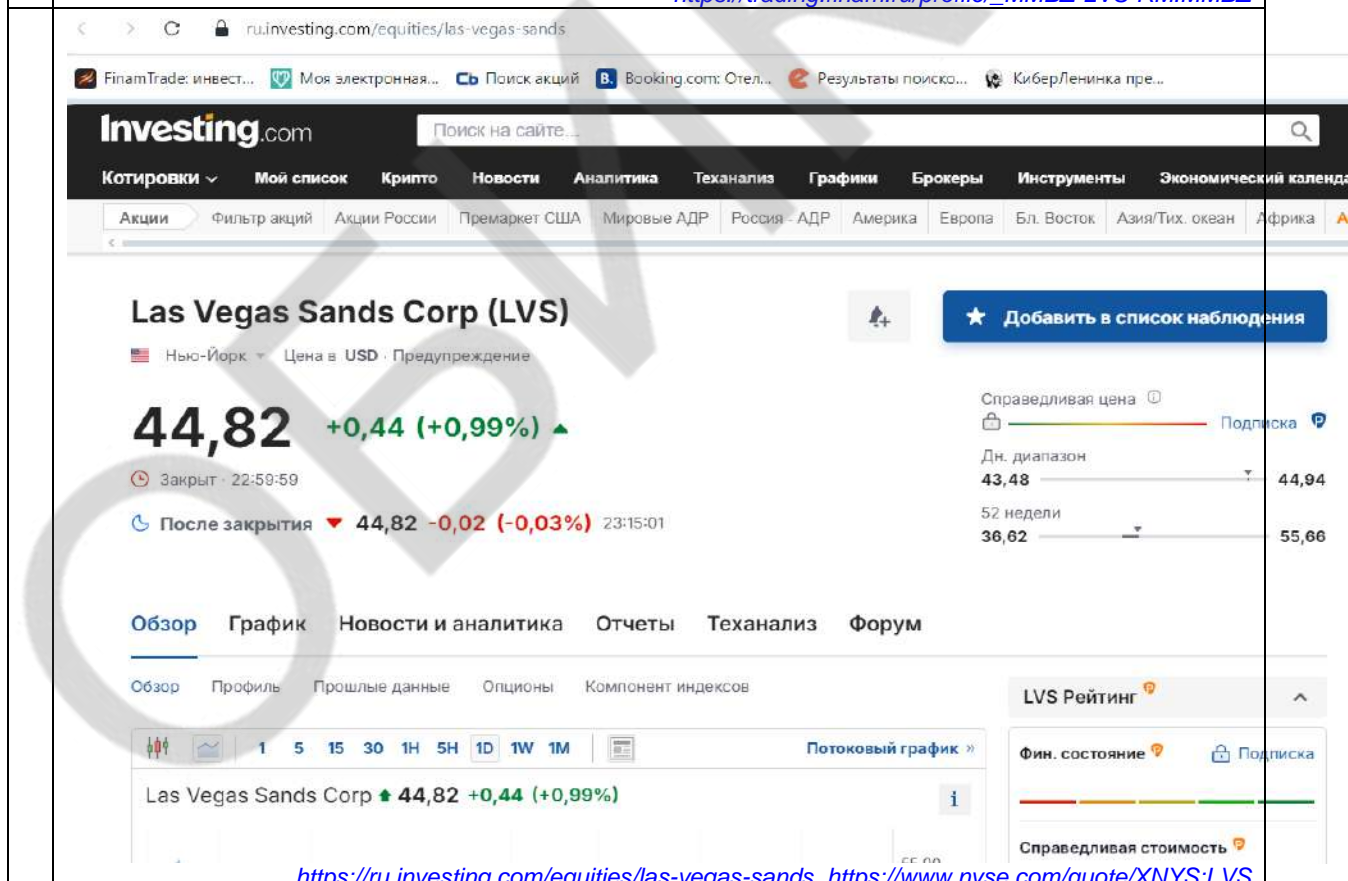 ru.investing.com/equities/las-vegas-sands
FinamTrade: инвест... Моя электронная... Сь Поиск акций B. Booking.com: Отел... Результаты поиско... КиберЛенинка пре...
Investing.com Поиск на сайте...
Котировки Мой список Крипто Новости Аналитика Теханализ Графики Брокеры Инструменты Экономический календа
Акции Фильтр акций Акции России Премаркет США Мировые АДР Россия - АДР Америка Европа Бл. Восток Азия/Тих. океан Африка
Las Vegas Sands Corp (LVS)
Добавить в список наблюдения
Нью-Йорк Цена в USD · Предупреждение
44,82 +0,44 (+0,99%)
Справедливая цена
Подписка
Закрыт · 22:59:59
Дн. диапазон
43,48 44,94
После закрытия 44,82 -0,02 (-0,03%) 23:15:01
52 недели
36,62 55,66
Обзор График Новости и аналитика Отчеты Теханализ Форум
Обзор Профиль Прошлые данные Опционы Компонент индексов
LVS Рейтинг
1 5 15 30 1H 5H 1D 1W 1M Потоковый график »
Фин. состояние Подписка
Las Vegas Sands Corp 44,82 +0,44 (+0,99%) i
Справедливая стоимость
https://ru.investing.com/equities/las-vegas-sands, https://www.nyse.com/quote/XNYS:LVS